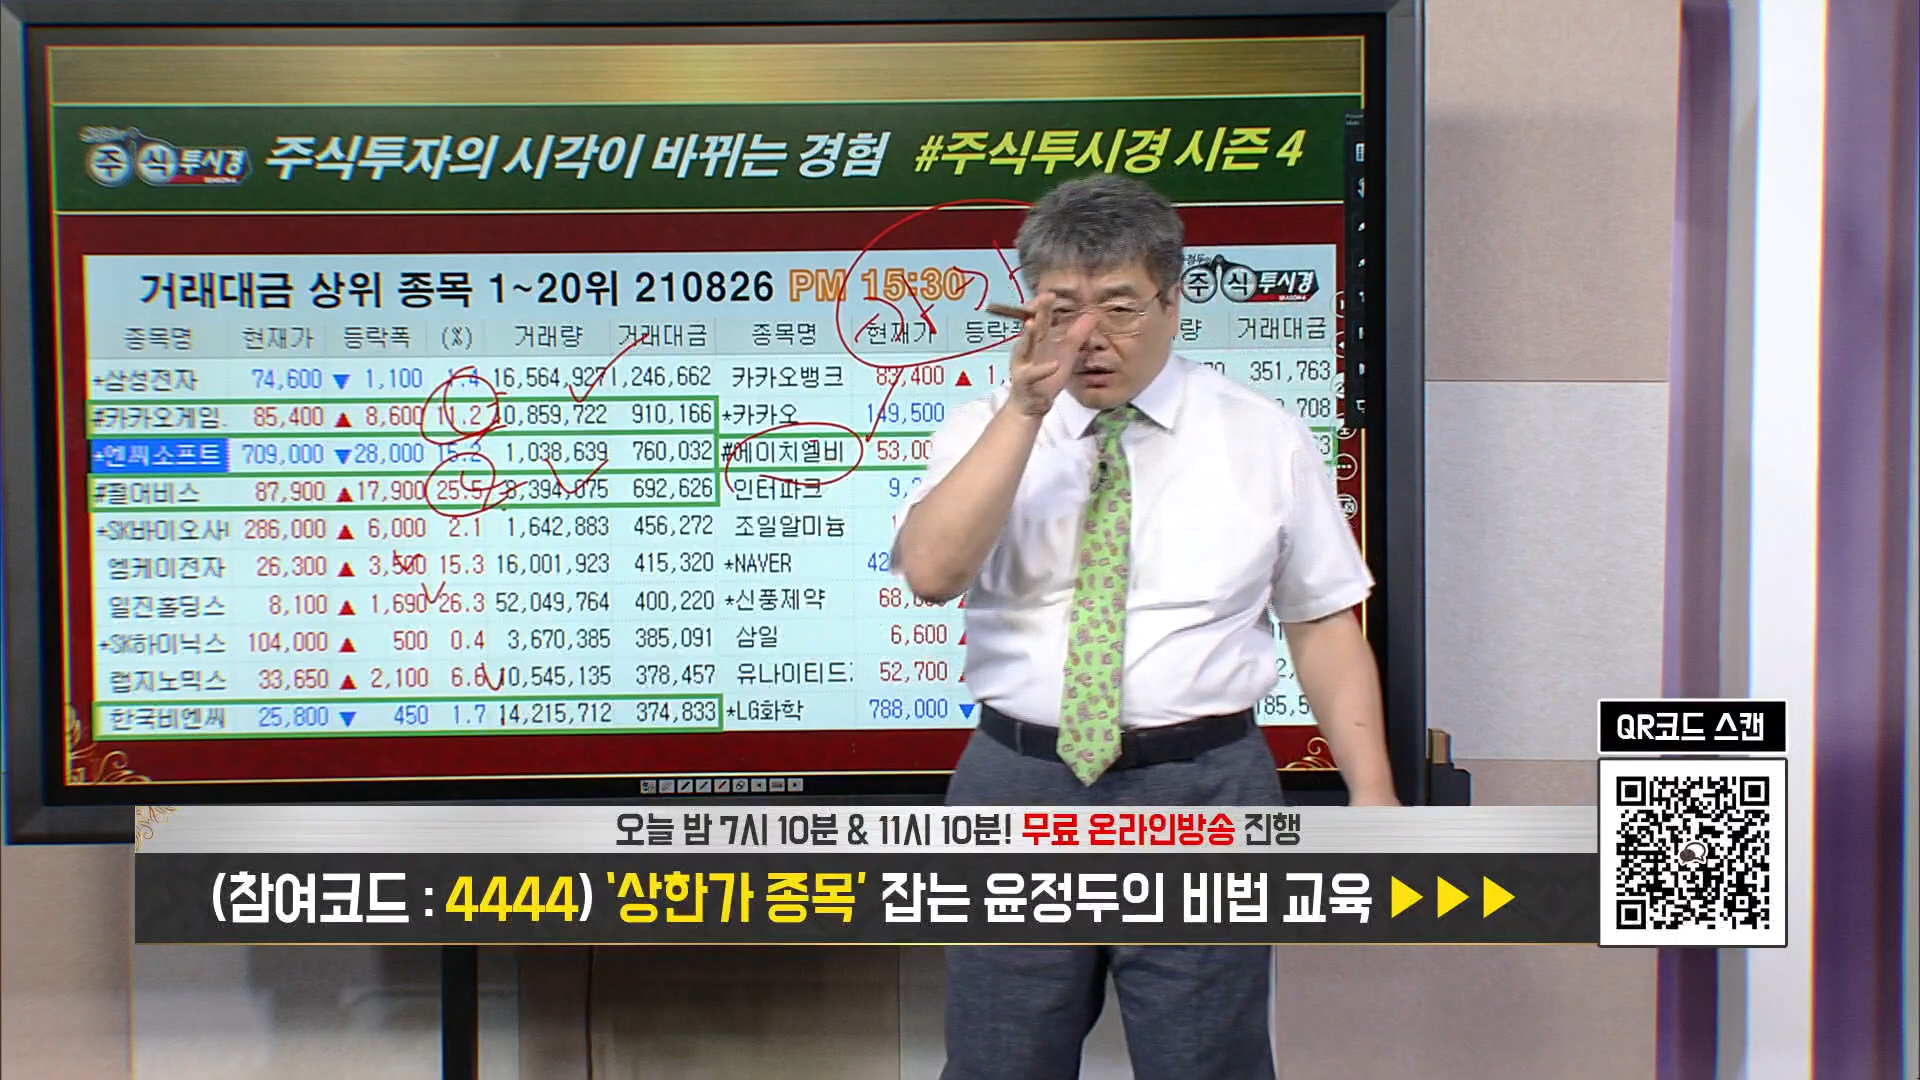 주식투시경 주식투자의 시각이 바뀌는 경험 #주식투시경 시즌 4
거래대금 상위 종목 1~20위 210826 PM 15:30 주식투시경
종목명 현재가 등락폭 (%) 거래량 거래대금 종목명 현재가 거래대금
*삼성전자 74,600 ▼ 1,100 1.4 16,564,927 1,246,662 카카오뱅크 83,400 ▲ 351,763
#카카오게임. 85,400 ▲ 8,600 11.2 910,166 *카카오 149,500
*엔씨소프트 709,000 ▼28,000 1,038,639 760,032 #에이치엘비
#펄어비스 87,900 ▲17,900 25.5 692,626 인터파크
*SK바이오사 286,000 ▲ 6,000 2.1 1,642,883 456,272 조일알미늄
엠케이전자 26,300 ▲ 3,500 15.3 16,001,923 415,320 *NAVER
일진홀딩스 8,100 ▲ 1,690 26.3 52,049,764 400,220 *신풍제약
*SK하이닉스 104,000 ▲ 500 0.4 3,670,385 385,091 삼일 6,600
랩지노믹스 33,650 ▲ 2,100 6.6 10,545,135 378,457 유나이티드 52,700
한국비엔씨 25,800 ▼ 450 1.7 14,215,712 374,833 *LG화학 788,000 ▼
QR코드 스캔
오늘 밤 7시 10분 & 11시 10분! 무료 온라인방송 진행
(참여코드 : 4444) '상한가 종목' 잡는 윤정두의 비법 교육 ▶▶▶